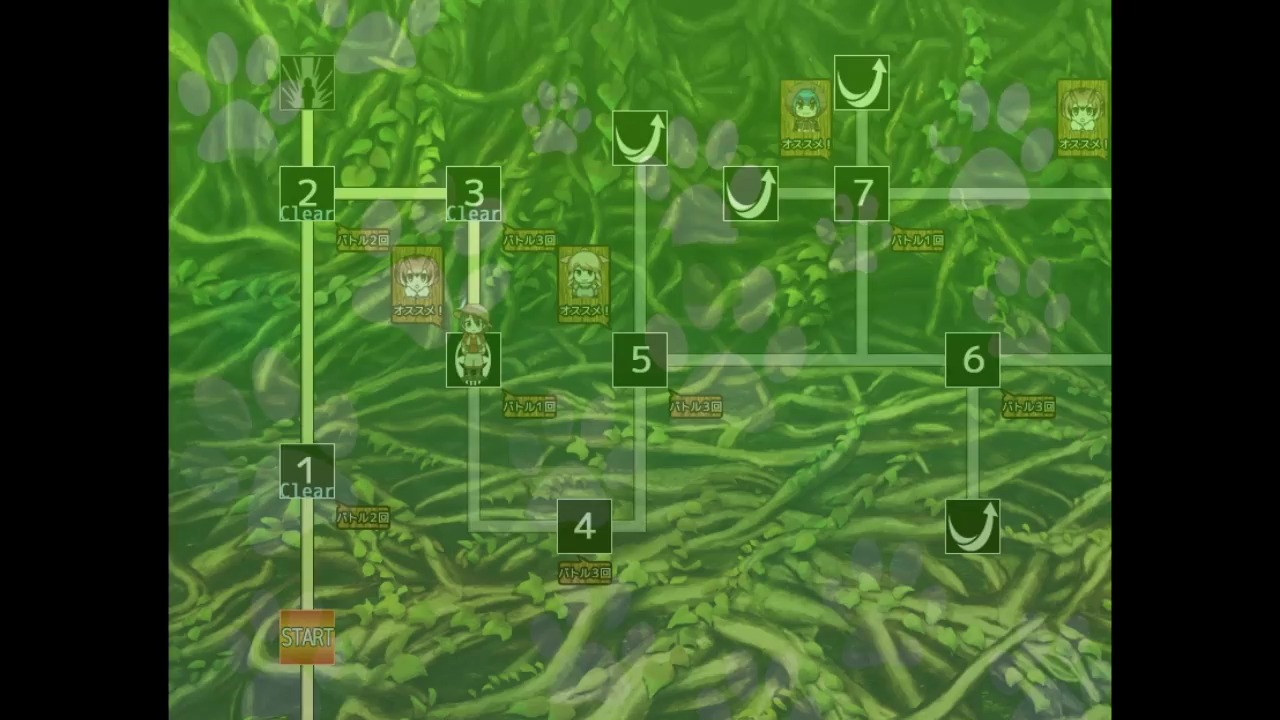 オススメ!
オススメ!
2
Clear
3
Clear
7
バトル2回
バトル3回
バトル1回
オススメ!
オススメ!
5
6
バトル1回
バトル3回
バトル3回
1
Clear
バトル2回
4
バトル3回
START